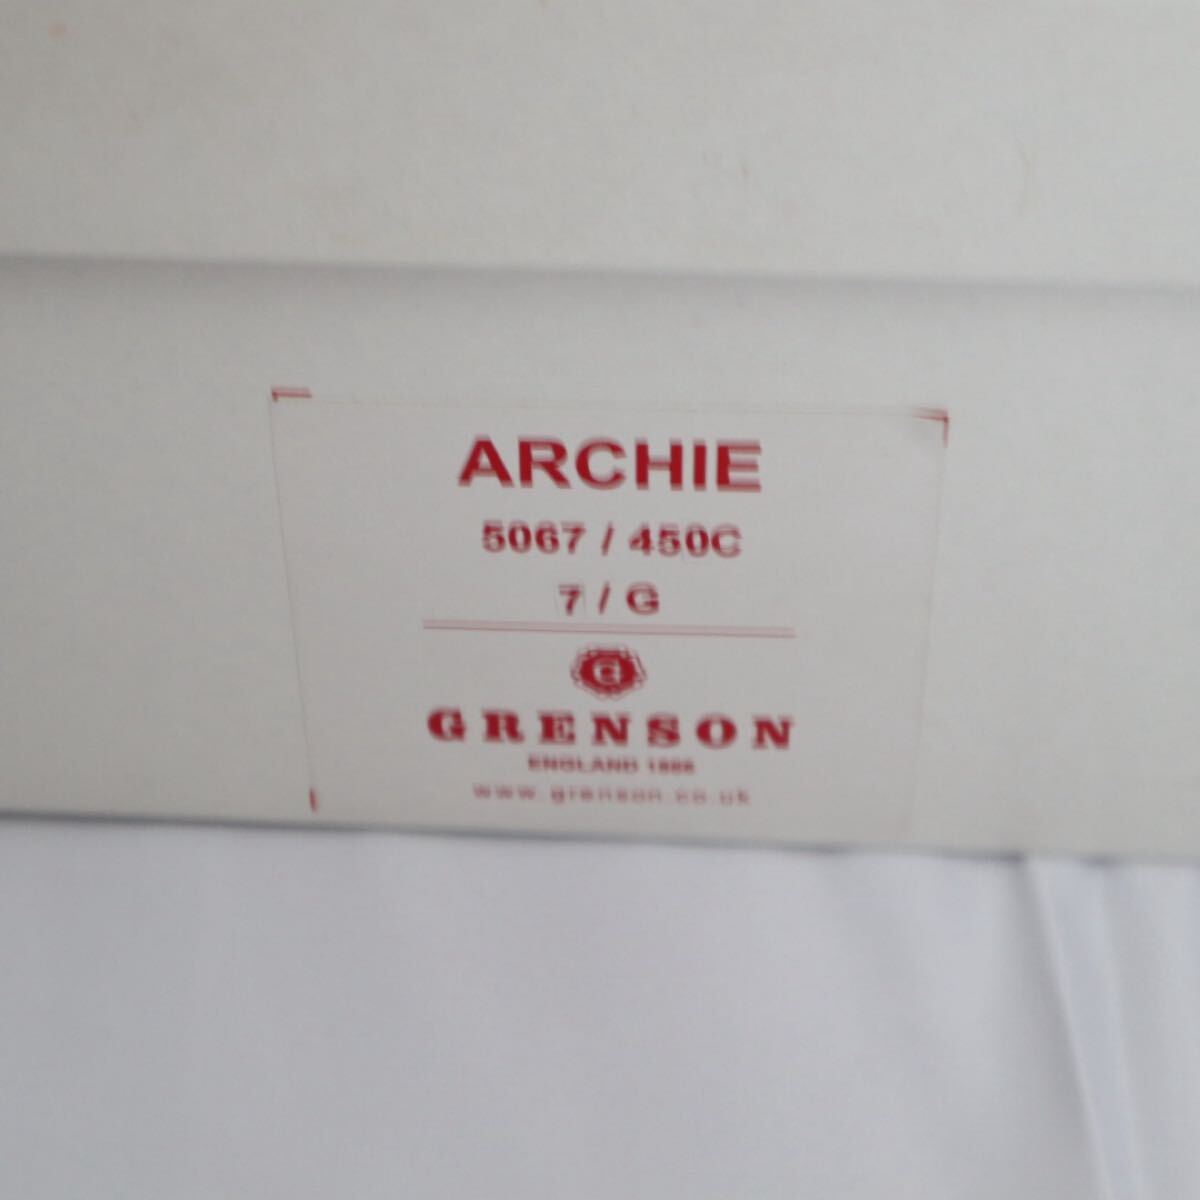 ARCHIE
5067 / 450C
7 / G
G
GRENSON
ENGLAND 1866
www.grenson.co.uk